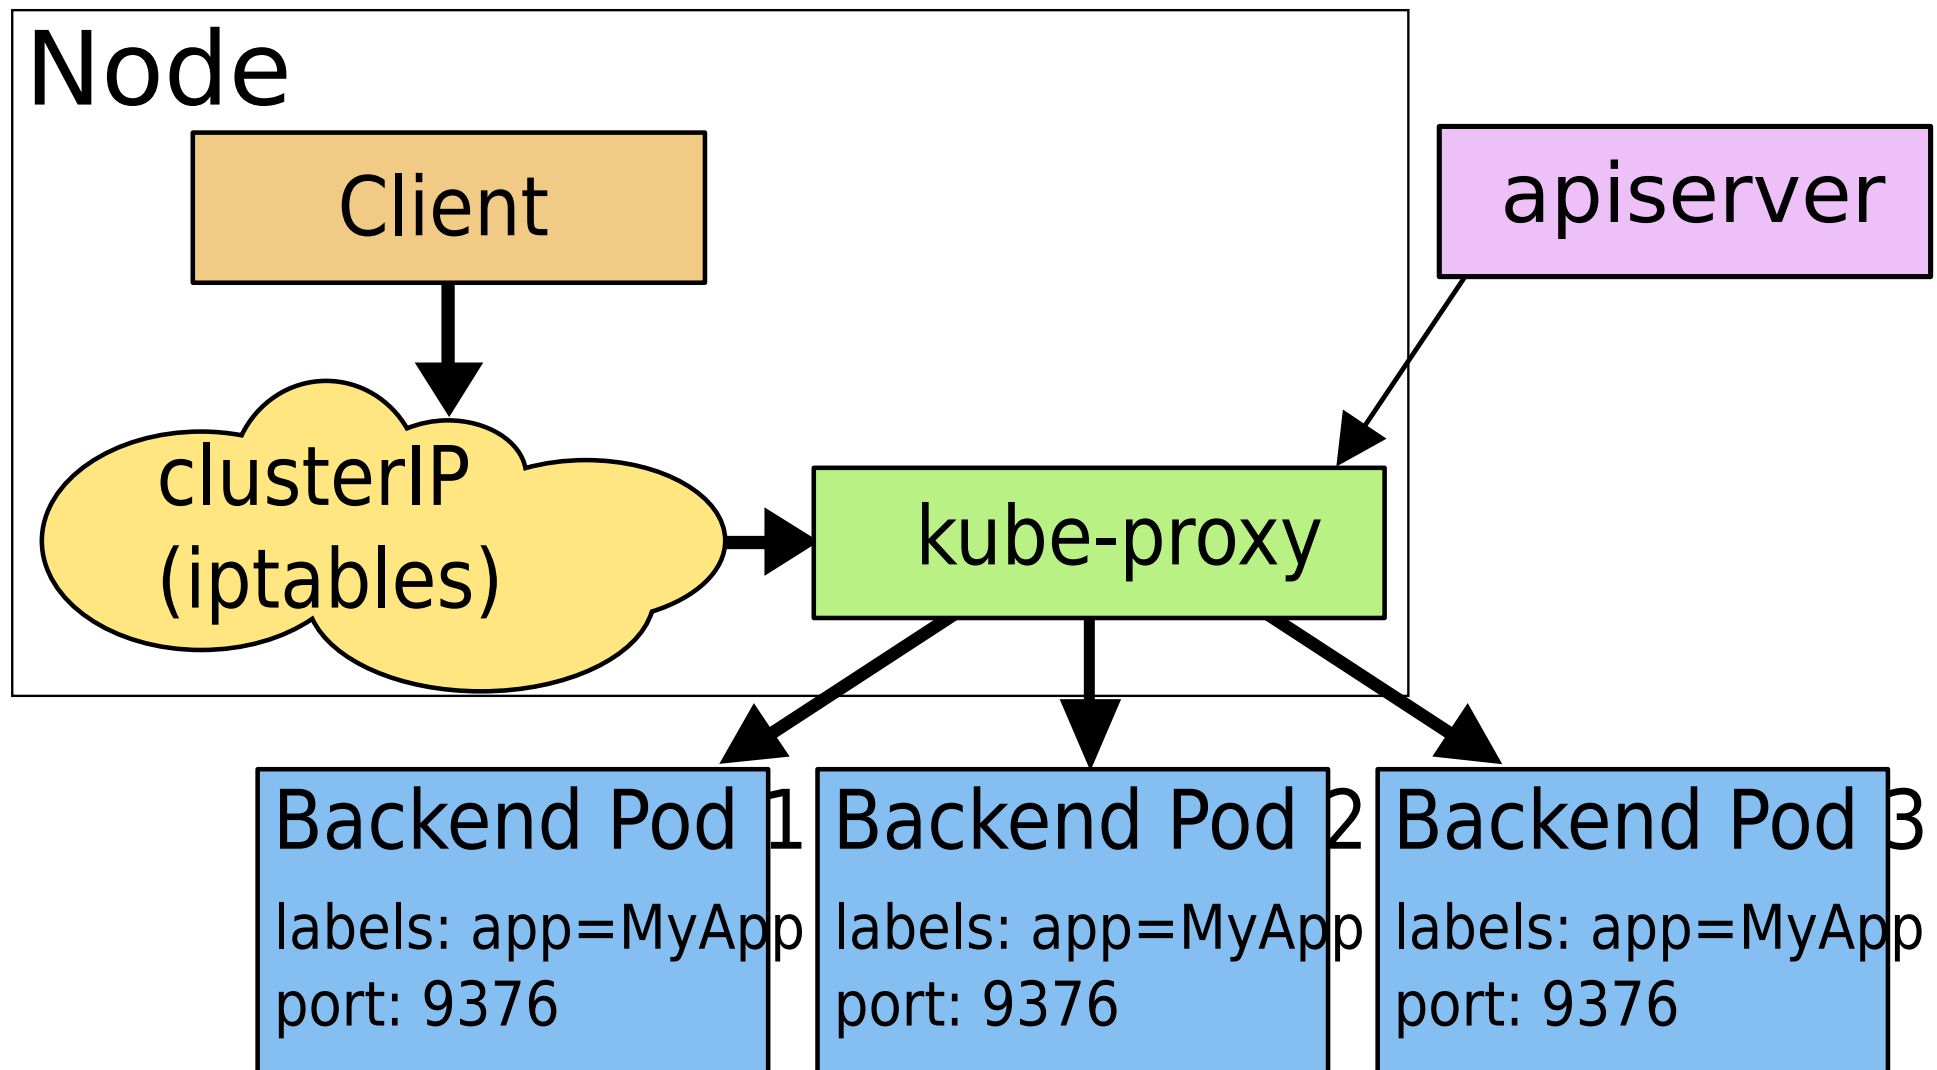 Node
Client
apiserver
clusterIP
(iptables)
kube-proxy
Backend Pod 1
labels: app=MyApp
port: 9376
Backend Pod 2
labels: app=MyApp
port: 9376
Backend Pod 3
labels: app=MyApp
port: 9376